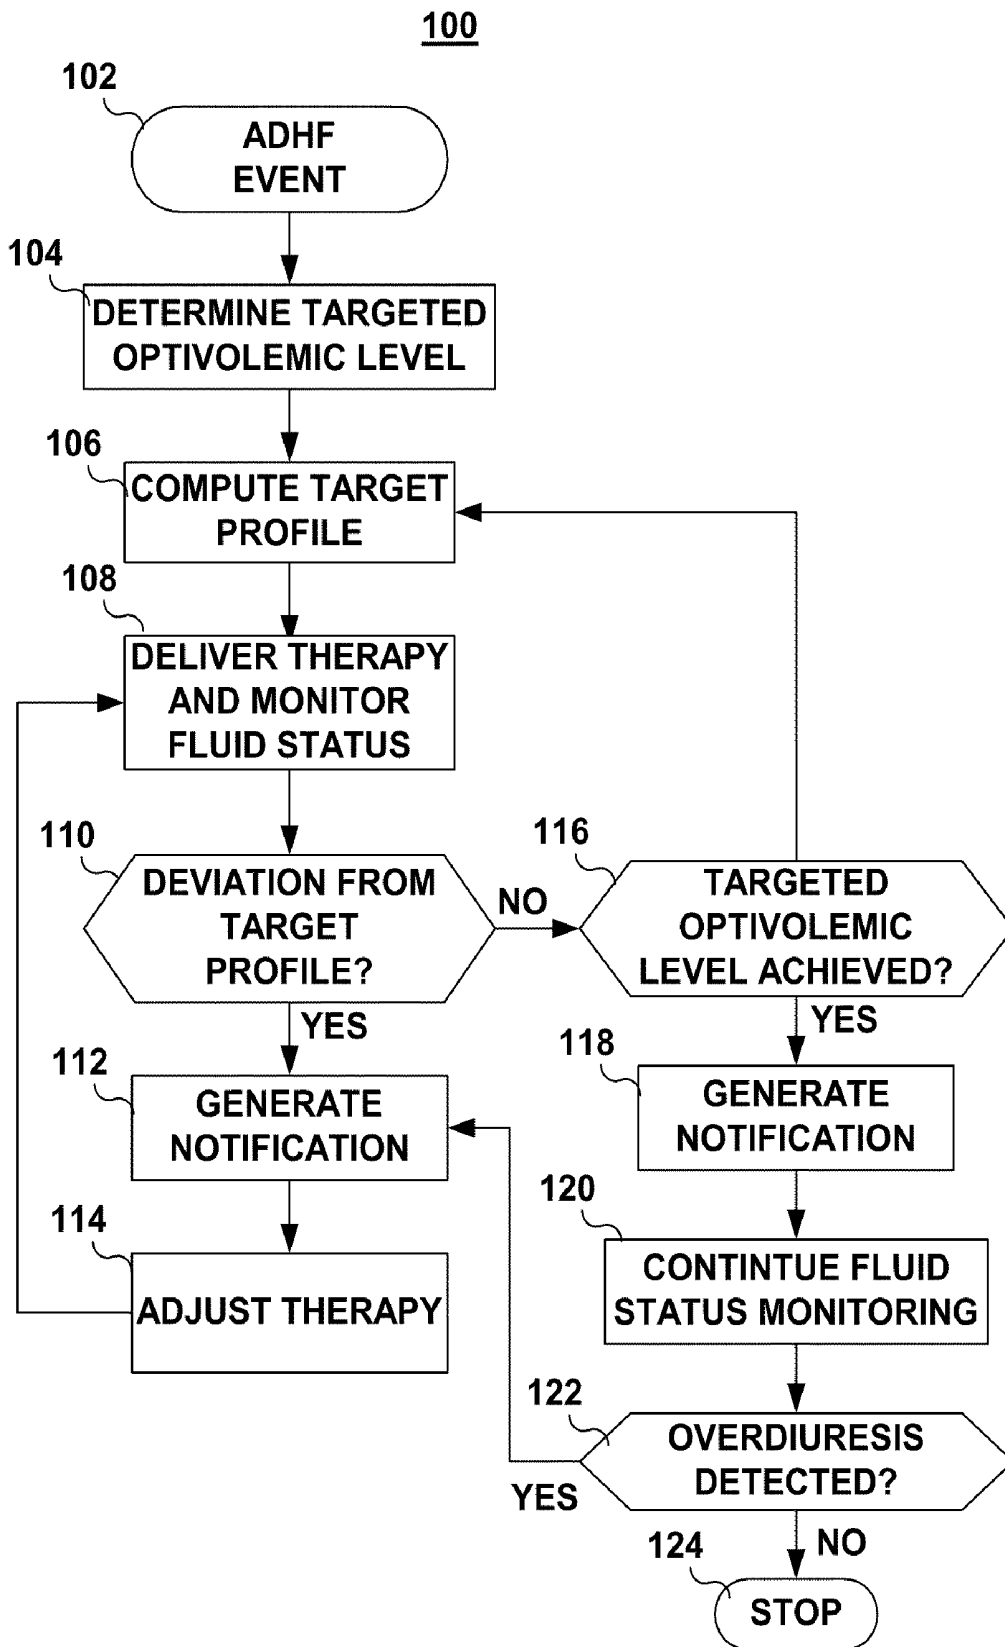 100
102
ADHF
EVENT
104
DETERMINE TARGETED
OPTIVOLEMIC LEVEL
106
COMPUTE TARGET
PROFILE
108
DELIVER THERAPY
AND MONITOR
FLUID STATUS
110
DEVIATION FROM
TARGET
PROFILE?
NO
YES
116
TARGETED
OPTIVOLEMIC
LEVEL ACHIEVED?
YES
112
GENERATE
NOTIFICATION
114
ADJUST THERAPY
118
GENERATE
NOTIFICATION
120
CONTINTUE FLUID
STATUS MONITORING
122
OVERDIURESIS
DETECTED?
YES
NO
124
STOP